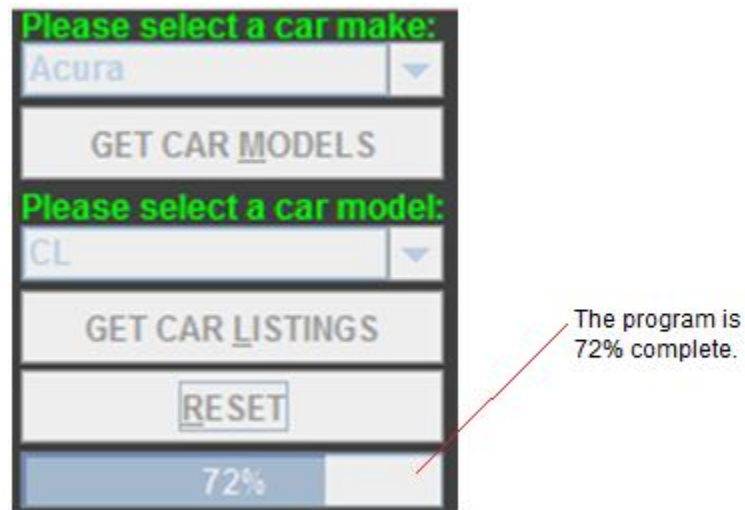 Please select a car make:
Acura
GET CAR MODELS
Please select a car model:
CL
GET CAR LISTINGS
RESET
72%
The program is
72% complete.